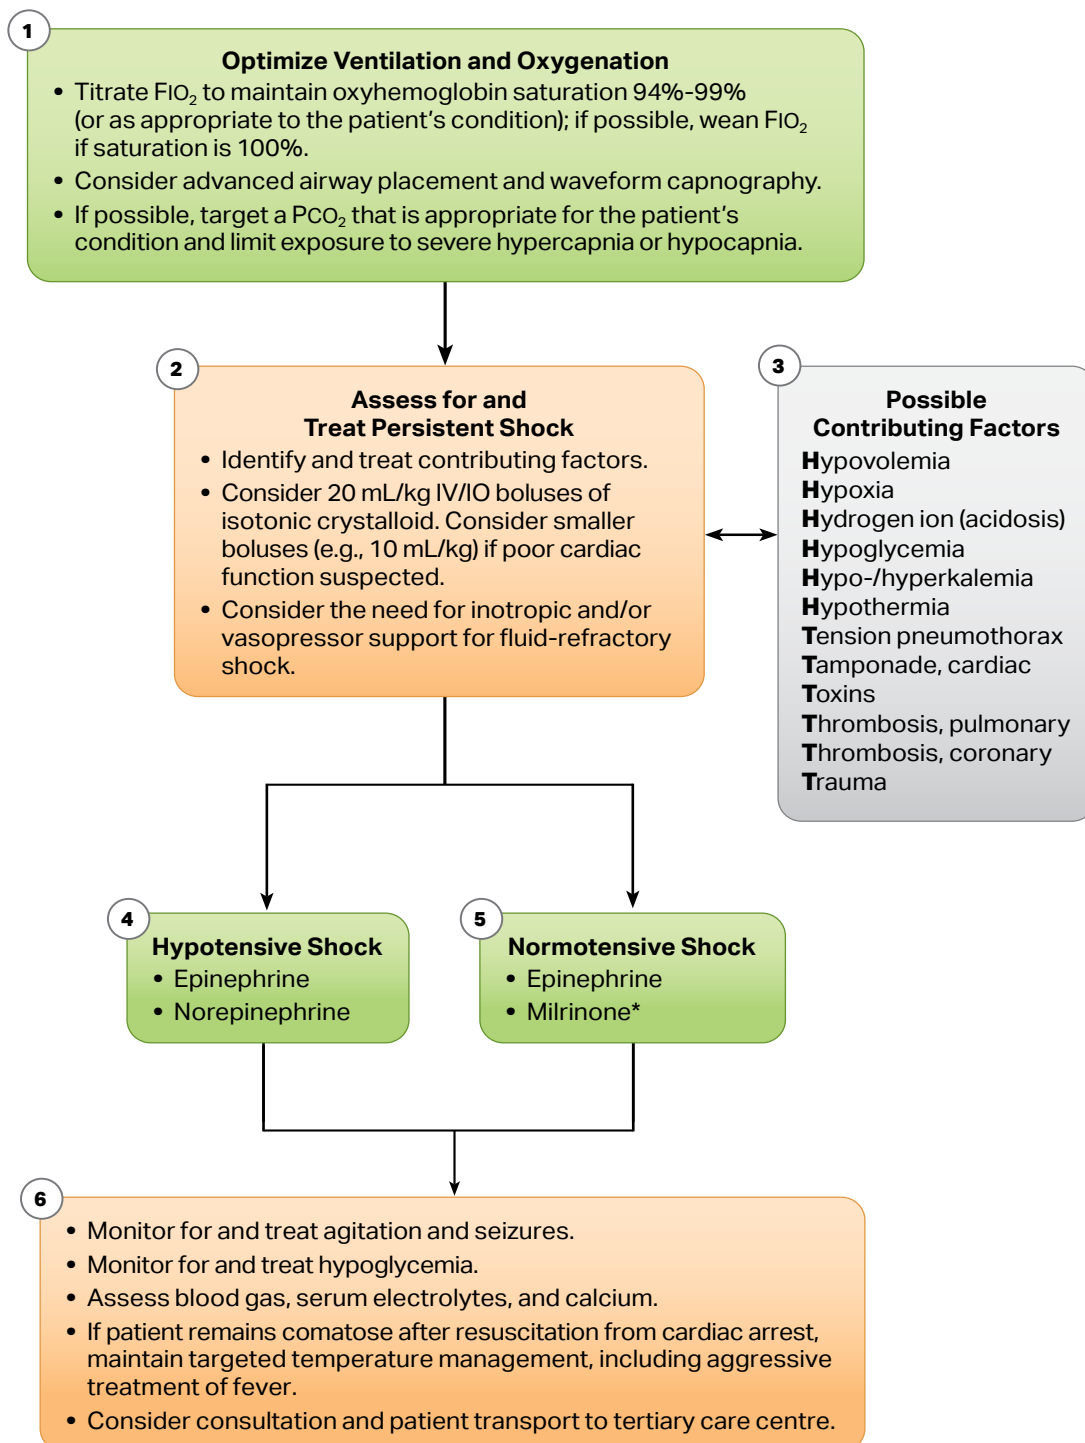 1
Optimize Ventilation and Oxygenation
• Titrate FIO₂ to maintain oxyhemoglobin saturation 94%-99%
(or as appropriate to the patient's condition); if possible, wean FIO₂
if saturation is 100%.
• Consider advanced airway placement and waveform capnography.
• If possible, target a PCO₂ that is appropriate for the patient's
condition and limit exposure to severe hypercapnia or hypocapnia.
2
Assess for and
Treat Persistent Shock
• Identify and treat contributing factors.
• Consider 20 mL/kg IV/IO boluses of
isotonic crystalloid. Consider smaller
boluses (e.g., 10 mL/kg) if poor cardiac
function suspected.
• Consider the need for inotropic and/or
vasopressor support for fluid-refractory
shock.
3
Possible
Contributing Factors
Hypovolemia
Hypoxia
Hydrogen ion (acidosis)
Hypoglycemia
Hypo-/hyperkalemia
Hypothermia
Tension pneumothorax
Tamponade, cardiac
Toxins
Thrombosis, pulmonary
Thrombosis, coronary
Trauma
4
Hypotensive Shock
• Epinephrine
• Norepinephrine
5
Normotensive Shock
• Epinephrine
• Milrinone*
6
• Monitor for and treat agitation and seizures.
• Monitor for and treat hypoglycemia.
• Assess blood gas, serum electrolytes, and calcium.
• If patient remains comatose after resuscitation from cardiac arrest,
maintain targeted temperature management, including aggressive
treatment of fever.
• Consider consultation and patient transport to tertiary care centre.